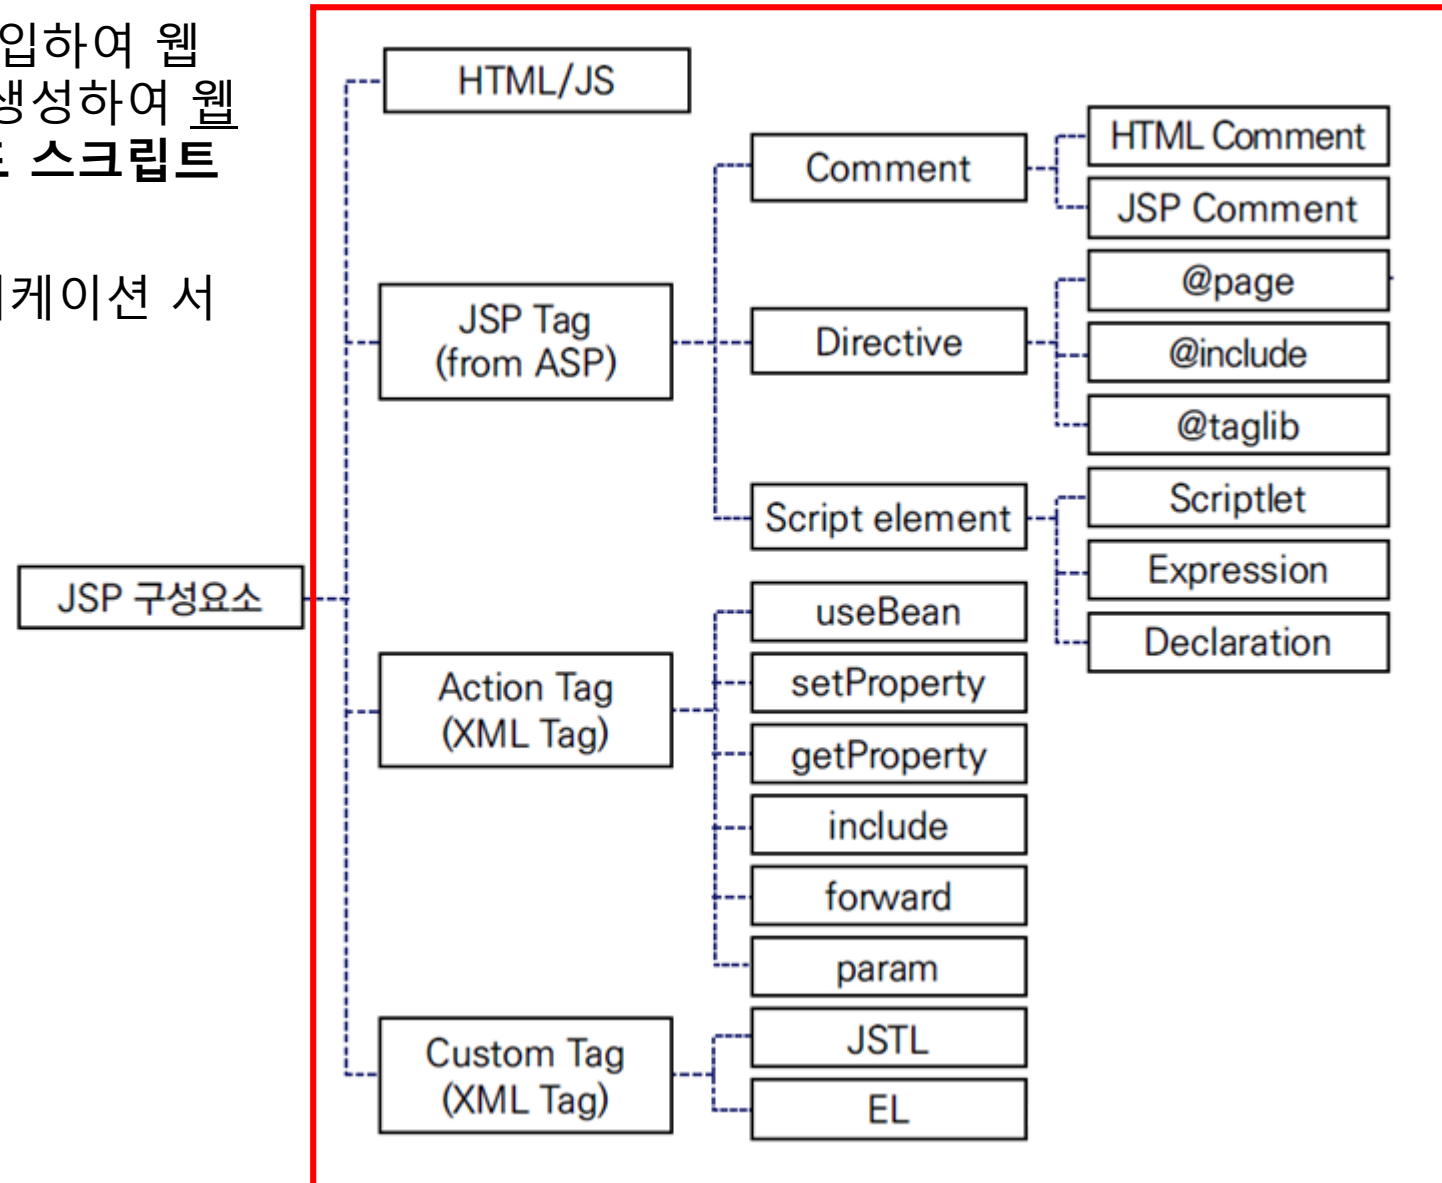 입하여 웹
생성하여 웹
스크립트
케이션 서
JSP 구성요소
HTML/JS
JSP Tag
(from ASP)
Comment
HTML Comment
JSP Comment
Directive
@page
@include
@taglib
Script element
Scriptlet
Expression
Declaration
Action Tag
(XML Tag)
useBean
setProperty
getProperty
include
forward
param
Custom Tag
(XML Tag)
JSTL
EL